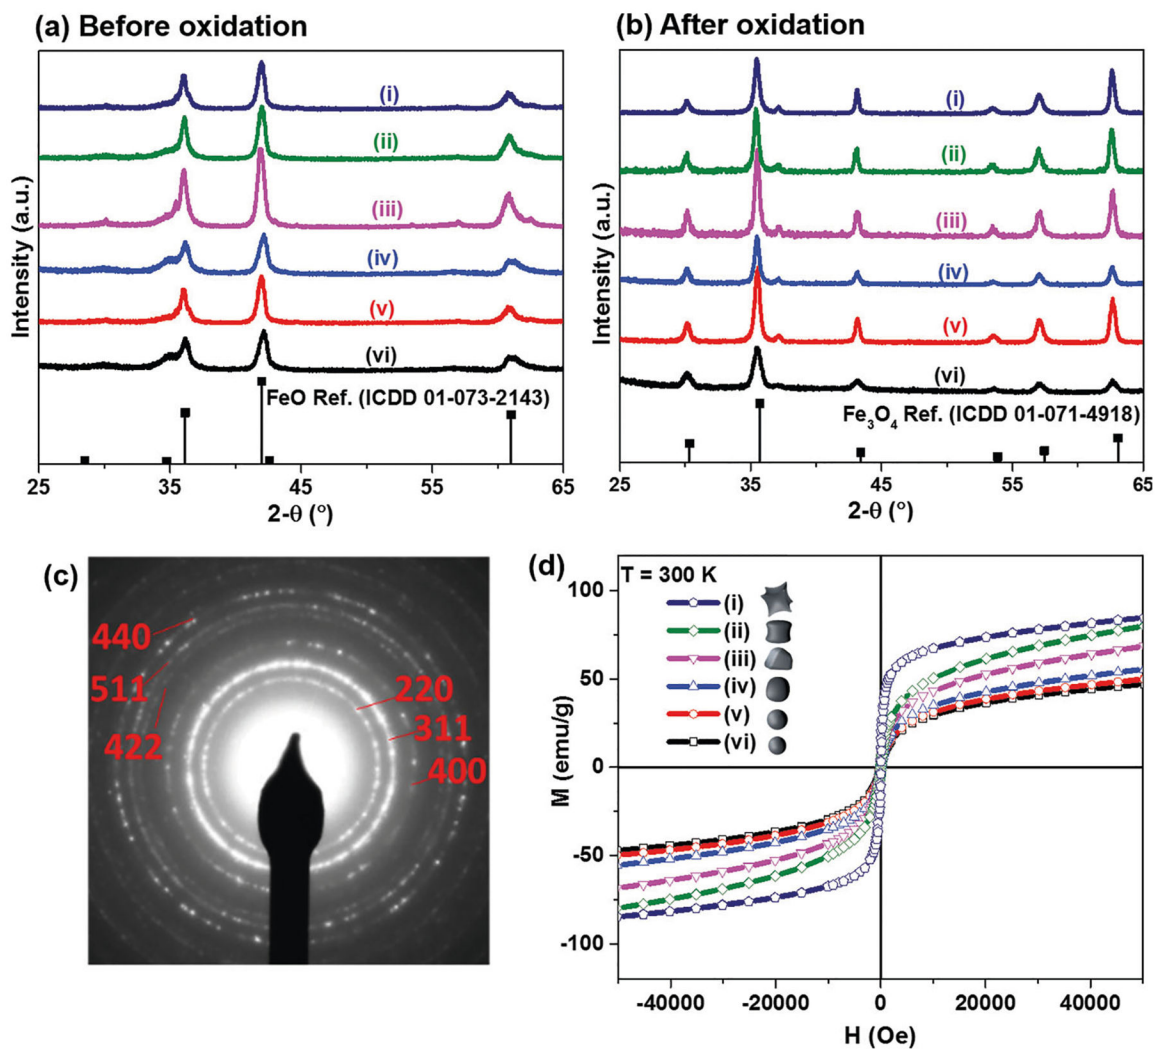 (a) Before oxidation
Intensity (a.u.)
(i)
(ii)
(iii)
(iv)
(v)
(vi)
FeO Ref. (ICDD 01-073-2143)
25 35 45 55 65
2-θ (°)
(b) After oxidation
Intensity (a.u.)
(i)
(ii)
(iii)
(iv)
(v)
(vi)
Fe₃O₄ Ref. (ICDD 01-071-4918)
25 35 45 55 65
2-θ (°)
(c)
440
511
422
220
311
400
(d)
T = 300 K
(i)
(ii)
(iii)
(iv)
(v)
(vi)
M (emu/g)
100
50
0
-50
-100
-40000 -20000 0 20000 40000
H (Oe)